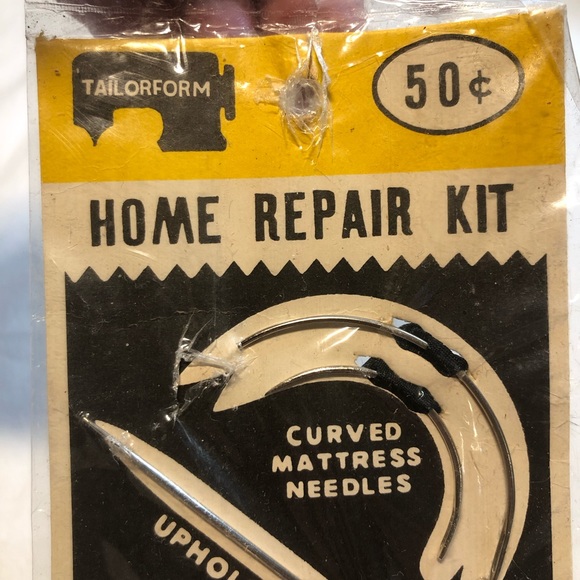 TAILORFORM
50¢
HOME REPAIR KIT
CURVED
MATTRESS
NEEDLES